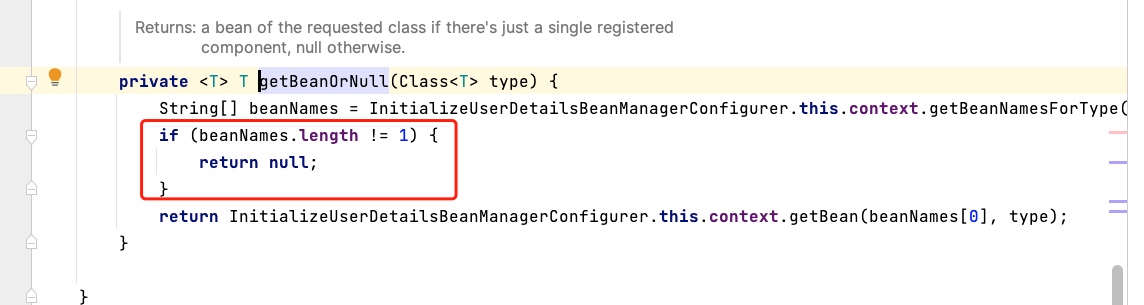 Returns: a bean of the requested class if there's just a single registered
component, null otherwise.
private <T> T getBeanOrNull(Class<T> type) {
String[] beanNames = InitializeUserDetailsBeanManagerConfigurer.this.context.getBeanNamesForType(
if (beanNames.length != 1) {
return null;
}
return InitializeUserDetailsBeanManagerConfigurer.this.context.getBean(beanNames[0], type);
}
}